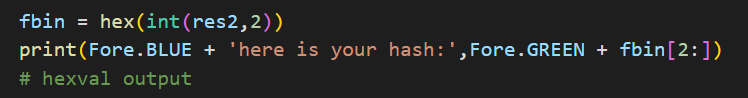 fbin = hex(int(res2,2))
print(Fore.BLUE + 'here is your hash:',Fore.GREEN + fbin[2:])
# hexval output